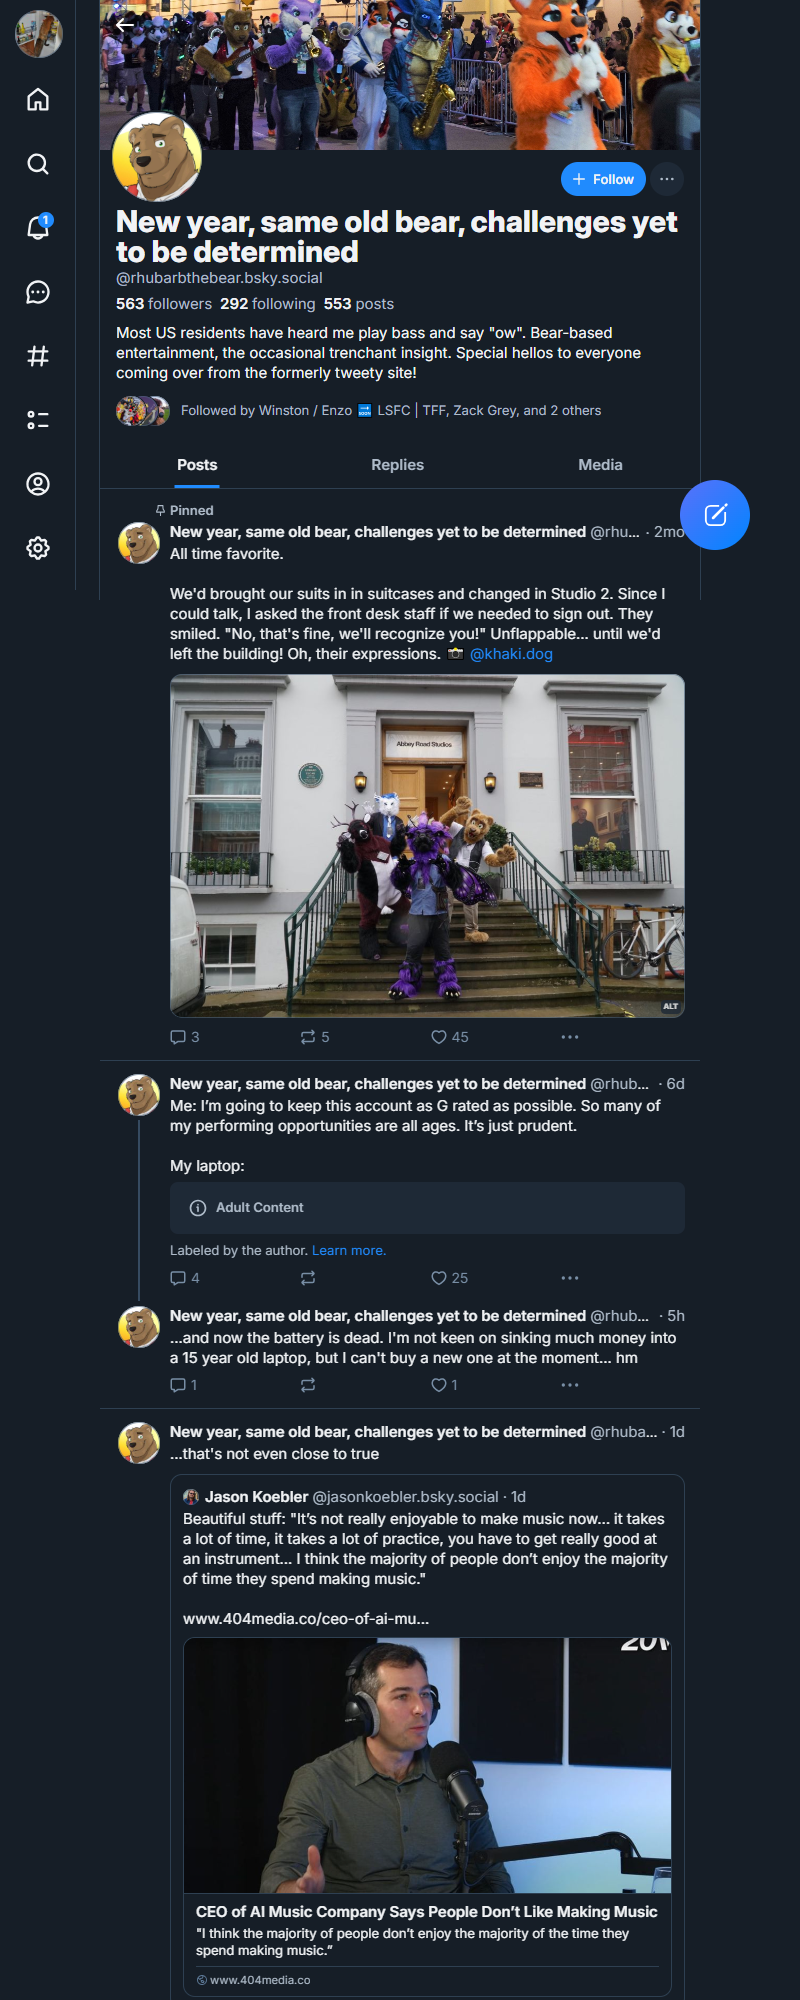 1
+ Follow
New year, same old bear, challenges yet
to be determined
@rhubarbthebear.bsky.social
563 followers 292 following 553 posts
Most US residents have heard me play bass and say "ow". Bear-based
entertainment, the occasional trenchant insight. Special hellos to everyone
coming over from the formerly tweety site!
Followed by Winston / Enzo 🔜 LSFC | TFF, Zack Grey, and 2 others
Posts Replies Media
Pinned
New year, same old bear, challenges yet to be determined @rhu... · 2mo
All time favorite.
We'd brought our suits in in suitcases and changed in Studio 2. Since I
could talk, I asked the front desk staff if we needed to sign out. They
smiled. "No, that's fine, we'll recognize you!" Unflappable... until we'd
left the building! Oh, their expressions. 📸 @khaki.dog
Abbey Road Studios
ALT
3 5 45
New year, same old bear, challenges yet to be determined @rhub... · 6d
Me: I’m going to keep this account as G rated as possible. So many of
my performing opportunities are all ages. It’s just prudent.
My laptop:
Adult Content
Labeled by the author. Learn more.
4 25
New year, same old bear, challenges yet to be determined @rhub... · 5h
...and now the battery is dead. I'm not keen on sinking much money into
a 15 year old laptop, but I can't buy a new one at the moment... hm
1 1
New year, same old bear, challenges yet to be determined @rhuba... · 1d
...that's not even close to true
Jason Koebler @jasonkoebler.bsky.social · 1d
Beautiful stuff: "It’s not really enjoyable to make music now... it takes
a lot of time, it takes a lot of practice, you have to get really good at
an instrument... I think the majority of people don’t enjoy the majority
of time they spend making music."
www.404media.co/ceo-of-ai-mu...
CEO of AI Music Company Says People Don’t Like Making Music
"I think the majority of people don’t enjoy the majority of the time they
spend making music.”
www.404media.co